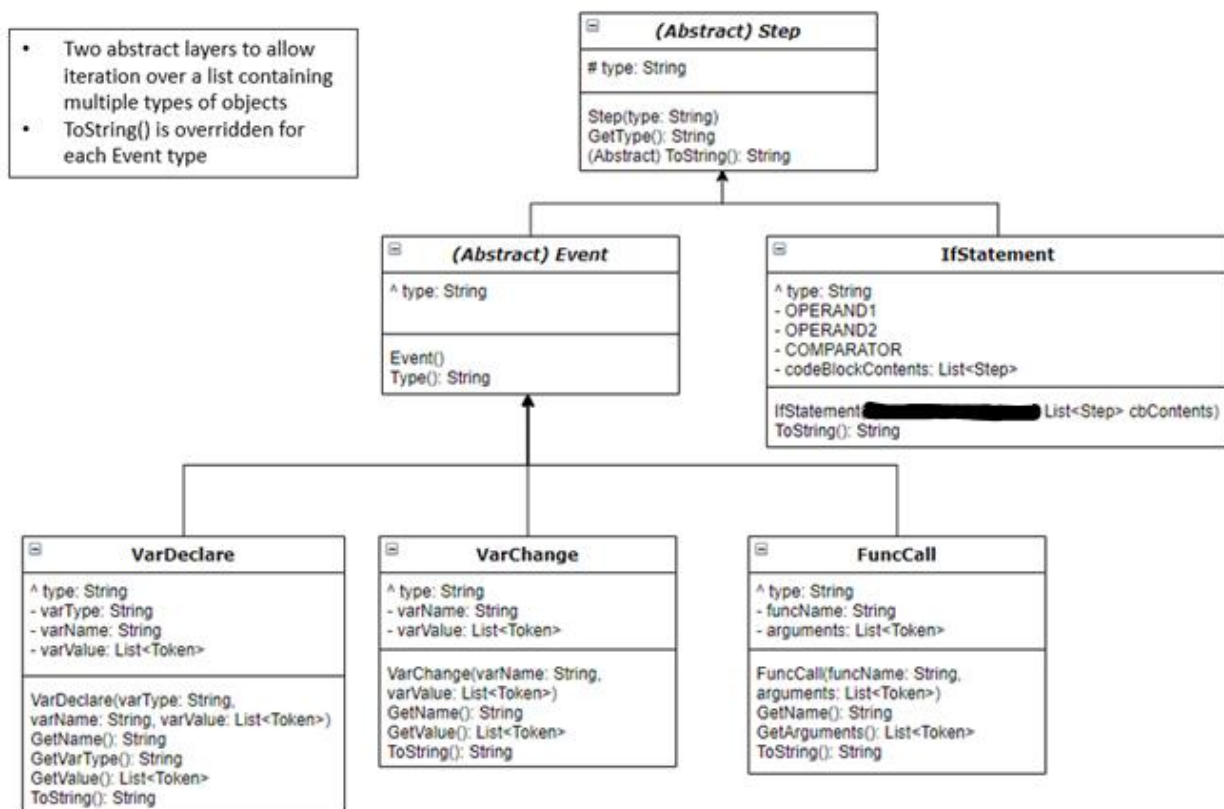 • Two abstract layers to allow
iteration over a list containing
multiple types of objects
• ToString() is overridden for
each Event type
(Abstract) Step
# type: String
Step(type: String)
GetType(): String
(Abstract) ToString(): String
(Abstract) Event
^ type: String
Event()
Type(): String
IfStatement
^ type: String
- OPERAND1
- OPERAND2
- COMPARATOR
- codeBlockContents: List<Step>
IfStatement( List<Step> cbContents)
ToString(): String
VarDeclare
^ type: String
- varType: String
- varName: String
- varValue: List<Token>
VarDeclare(varType: String,
varName: String, varValue: List<Token>)
GetName(): String
GetVarType(): String
GetValue(): List<Token>
ToString(): String
VarChange
^ type: String
- varName: String
- varValue: List<Token>
VarChange(varName: String,
varValue: List<Token>)
GetName(): String
GetValue(): List<Token>
ToString(): String
FuncCall
^ type: String
- funcName: String
- arguments: List<Token>
FuncCall(funcName: String,
arguments: List<Token>)
GetName(): String
GetArguments(): List<Token>
ToString(): String